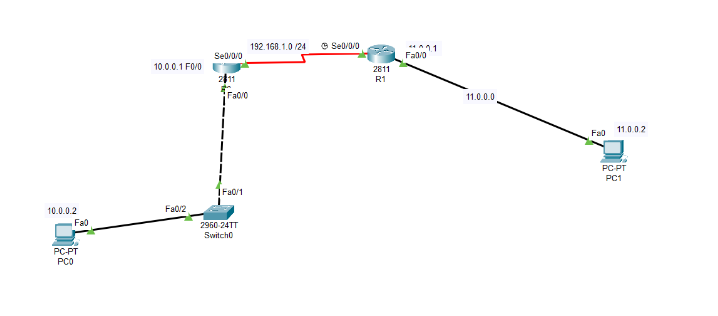 192.168.1.0 /24
Se0/0/0
11.0.0.1
Se0/0/0
Fa0/0
10.0.0.1 F0/0
2811
R1
2811
Fa0/0
11.0.0.0
Fa0
11.0.0.2
PC-PT
PC1
Fa0/1
10.0.0.2
Fa0/2
Fa0
2960-24TT
Switch0
PC-PT
PC0